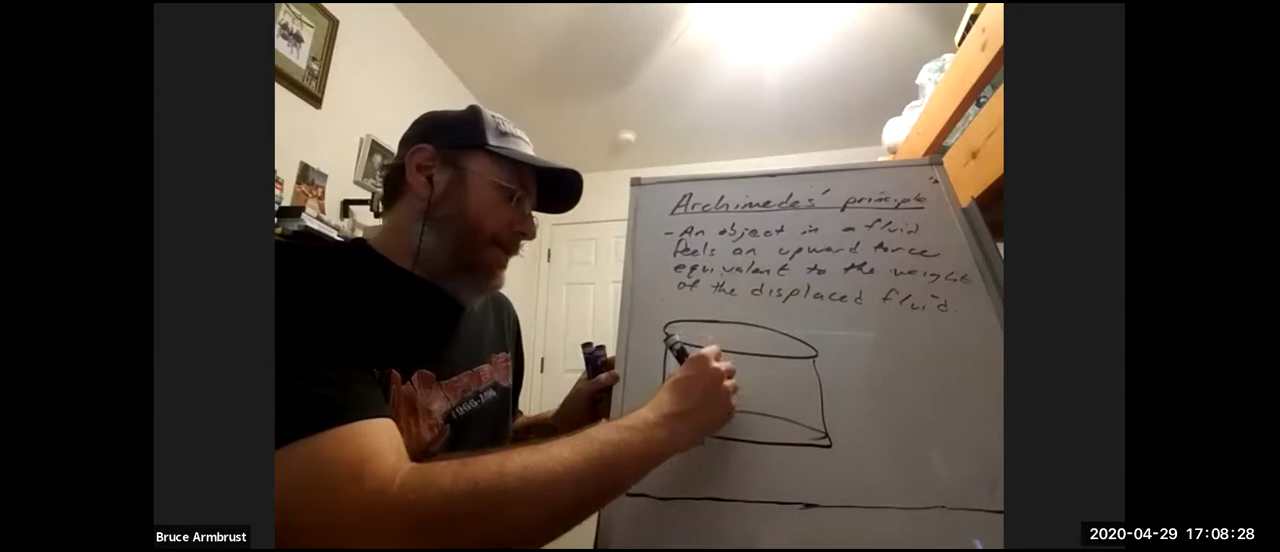 Archimedes' principle
- An object in a fluid
feels an upward force
equivalent to the weight
of the displaced fluid.
Bruce Armbrust
2020-04-29 17:08:28